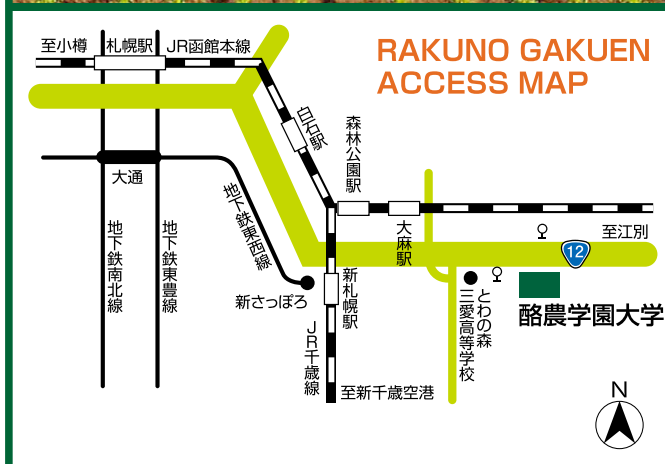 RAKUNO GAKUEN
ACCESS MAP
至小樽
札幌駅
JR函館本線
白石駅
森林公園駅
大麻駅
至江別
12
大通
地下鉄南北線
地下鉄東豊線
地下鉄東西線
新さっぽろ
新札幌駅
JR千歳線
至新千歳空港
とわの森
三愛高等学校
酪農学園大学
N